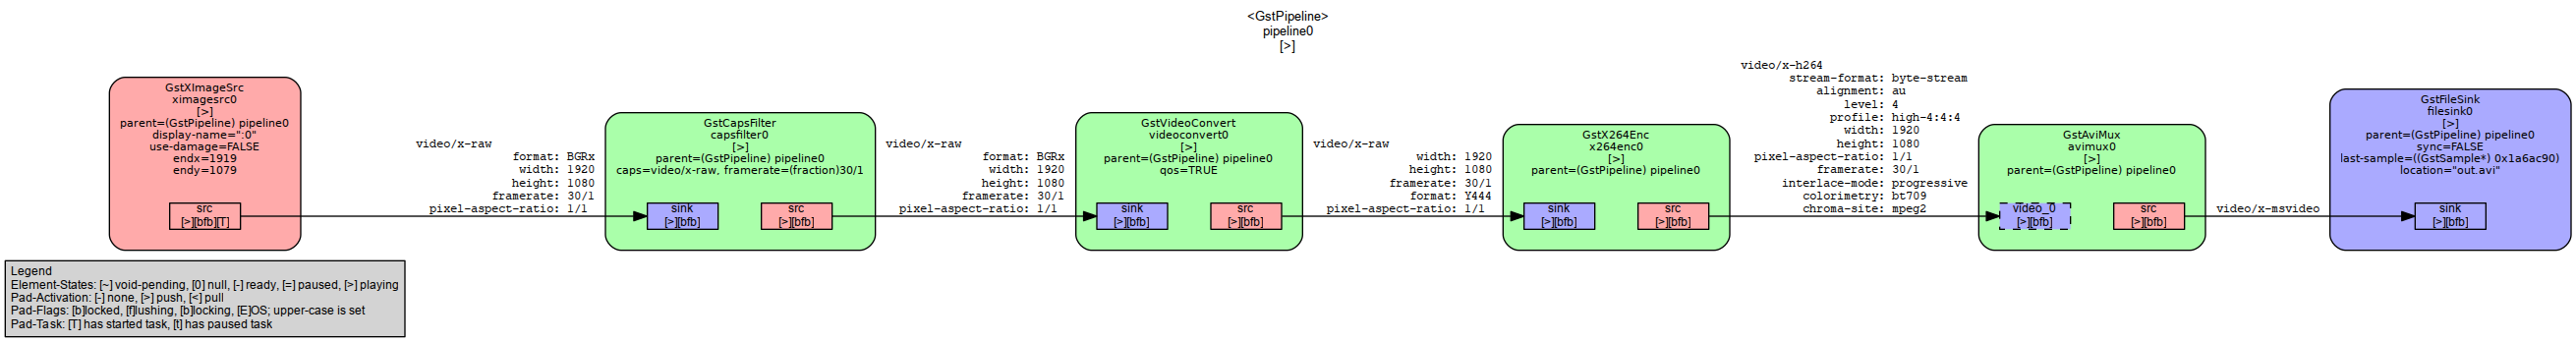 <GstPipeline>
pipeline0
[>]
GstXImageSrc
ximagesrc0
[>]
parent=(GstPipeline) pipeline0
display-name=":0"
use-damage=FALSE
endx=1919
endy=1079
src
[>][bfb][T]
video/x-raw
format: BGRx
width: 1920
height: 1080
framerate: 30/1
pixel-aspect-ratio: 1/1
GstCapsFilter
capsfilter0
[>]
parent=(GstPipeline) pipeline0
caps=video/x-raw, framerate=(fraction)30/1
sink
[>][bfb]
src
[>][bfb]
video/x-raw
format: BGRx
width: 1920
height: 1080
framerate: 30/1
pixel-aspect-ratio: 1/1
GstVideoConvert
videoconvert0
[>]
parent=(GstPipeline) pipeline0
qos=TRUE
sink
[>][bfb]
src
[>][bfb]
video/x-raw
width: 1920
height: 1080
framerate: 30/1
format: Y444
pixel-aspect-ratio: 1/1
GstX264Enc
x264enc0
[>]
parent=(GstPipeline) pipeline0
sink
[>][bfb]
src
[>][bfb]
video/x-h264
stream-format: byte-stream
alignment: au
level: 4
profile: high-4:4:4
width: 1920
height: 1080
pixel-aspect-ratio: 1/1
framerate: 30/1
interlace-mode: progressive
colorimetry: bt709
chroma-site: mpeg2
GstAviMux
avimux0
[>]
parent=(GstPipeline) pipeline0
video_0
[>][bfb]
src
[>][bfb]
video/x-msvideo
GstFileSink
filesink0
[>]
parent=(GstPipeline) pipeline0
sync=FALSE
last-sample=((GstSample*) 0x1a6ac90)
location="out.avi"
sink
[>][bfb]
Legend
Element-States: [~] void-pending, [0] null, [-] ready, [=] paused, [>] playing
Pad-Activation: [-] none, [>] push, [<] pull
Pad-Flags: [b]locked, [f]lushing, [b]locking, [E]OS; upper-case is set
Pad-Task: [T] has started task, [t] has paused task